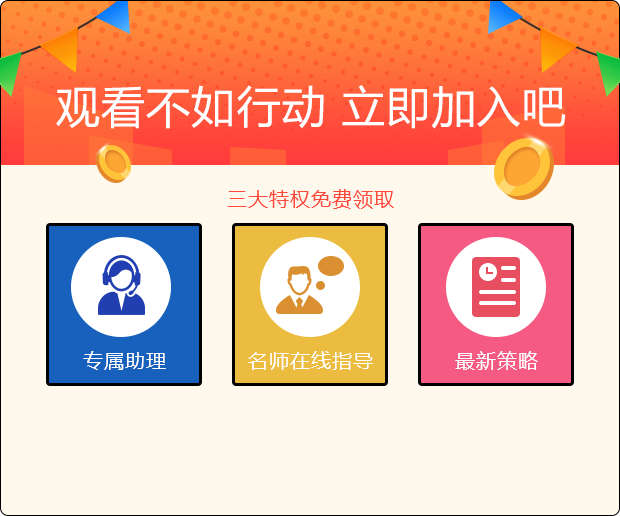 观看不如行动 立即加入吧
三大特权免费领取
专属助理
名师在线指导
最新策略